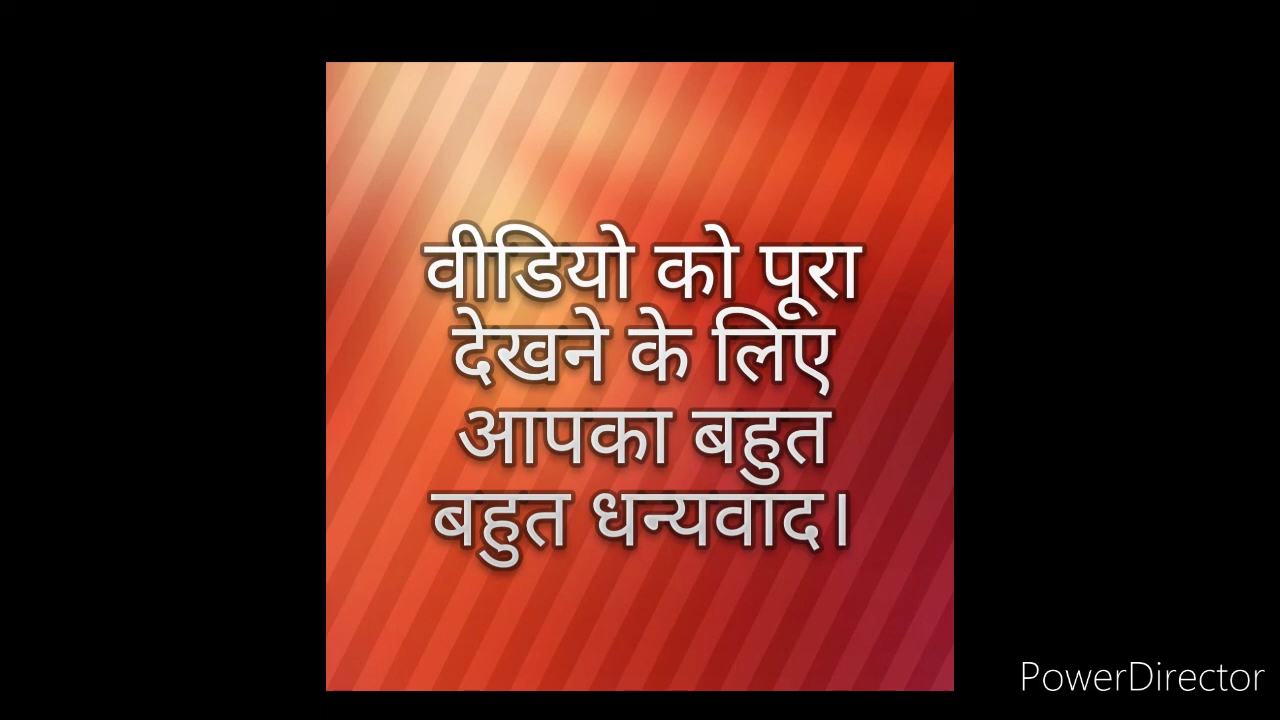 वीडियो को पूरा
देखने के लिए
आपका बहुत
बहुत धन्यवाद।
PowerDirector